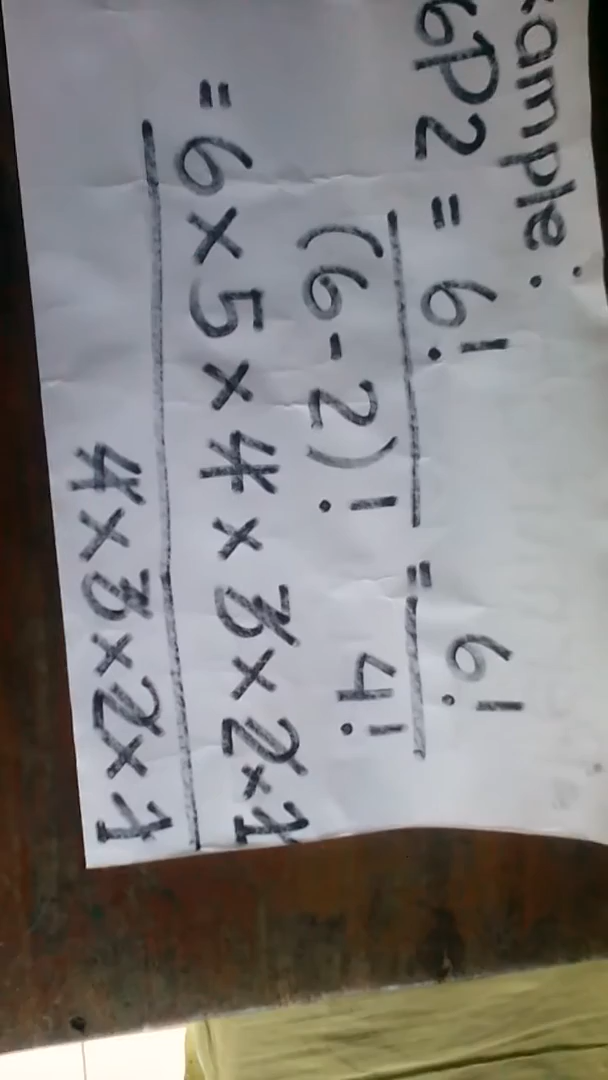 xample:
6P2 = 6! / (6-2)! = 6! / 4!
= 6 x 5 x 4 x 3 x 2 x 1 / 4 x 3 x 2 x 1